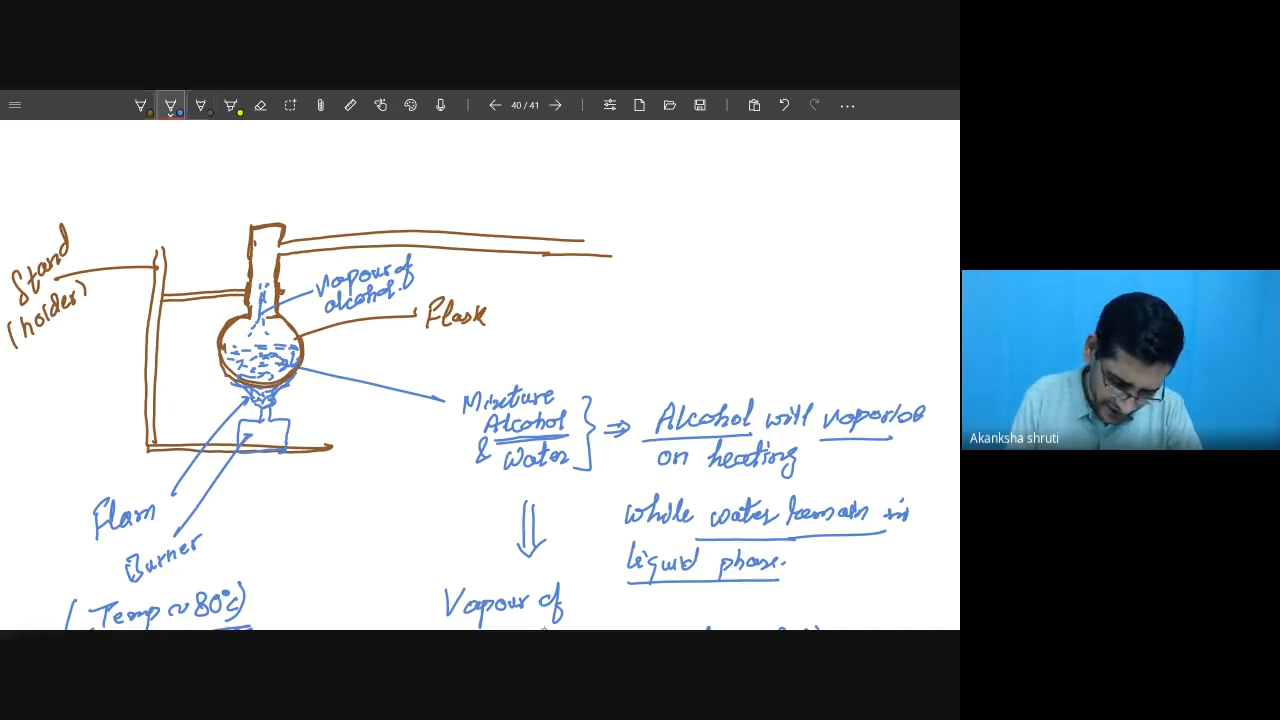 40 / 41
Stand
(holder)
Vapour of
alcohol.
Flask
Mixture
Alcohol
& Water
Alcohol will vaporise
on heating
While water remain in
liquid phase.
Flam
Burner
(Temp ~ 80°c)
Vapour of
Akanksha shruti